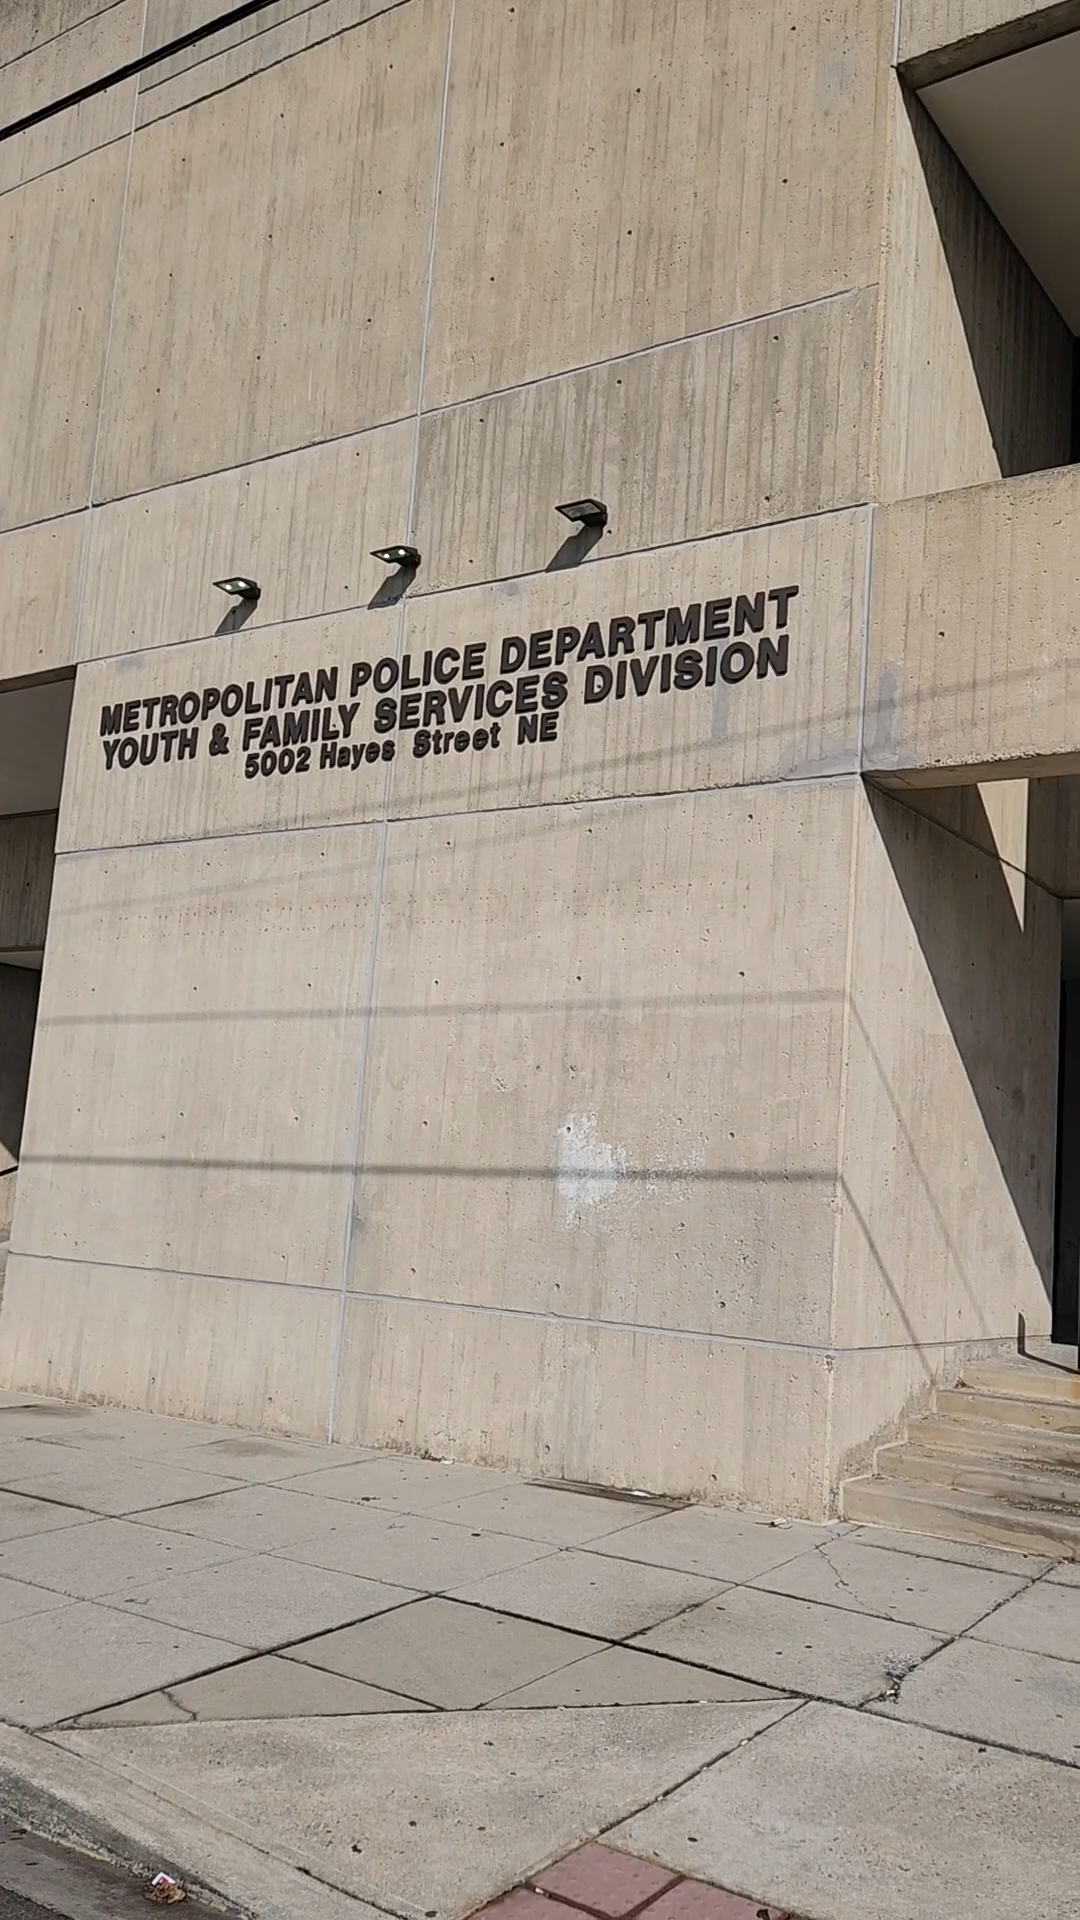 METROPOLITAN POLICE DEPARTMENT
YOUTH & FAMILY SERVICES DIVISION
5002 Hayes Street NE